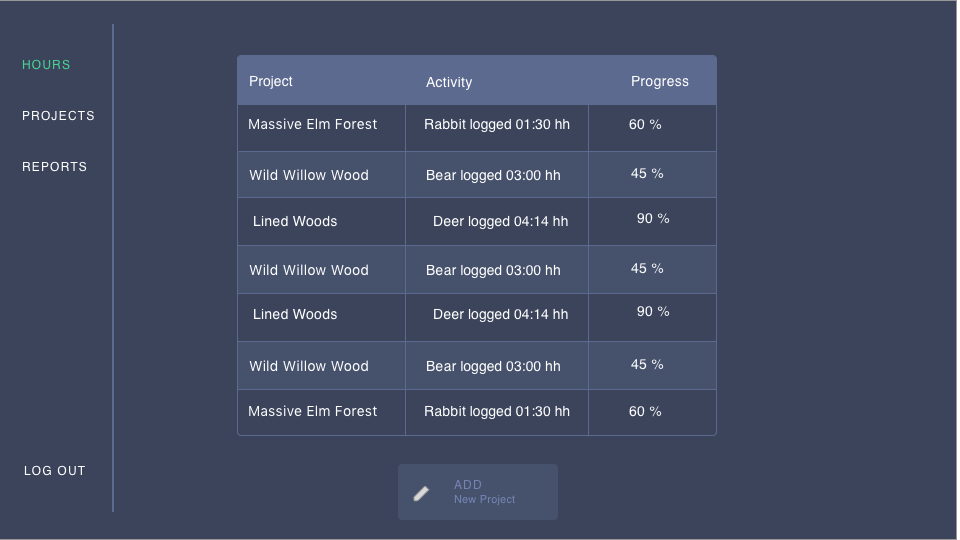 HOURS
PROJECTS
REPORTS
LOG OUT
Project Activity Progress
Massive Elm Forest Rabbit logged 01:30 hh 60 %
Wild Willow Wood Bear logged 03:00 hh 45 %
Lined Woods Deer logged 04:14 hh 90 %
Wild Willow Wood Bear logged 03:00 hh 45 %
Lined Woods Deer logged 04:14 hh 90 %
Wild Willow Wood Bear logged 03:00 hh 45 %
Massive Elm Forest Rabbit logged 01:30 hh 60 %
ADD
New Project